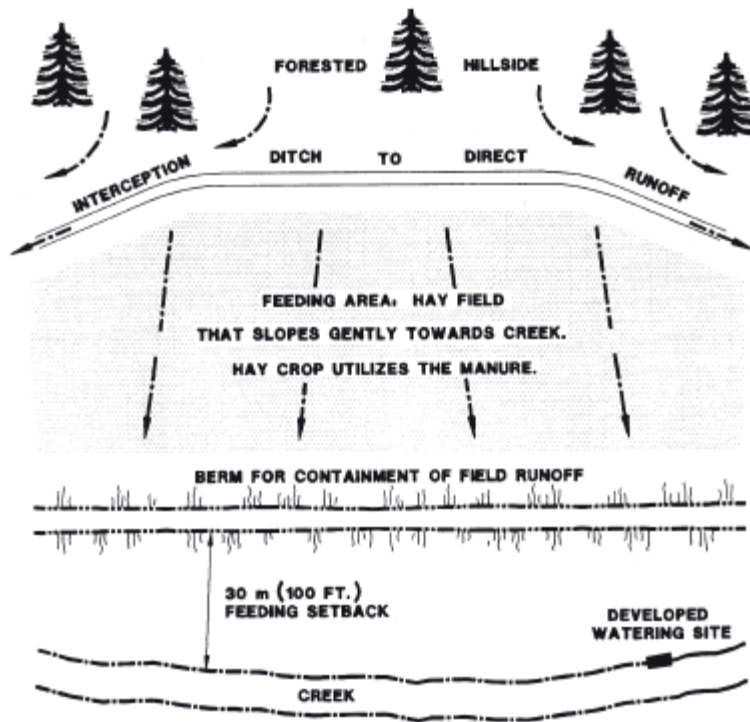 FORESTED HILLSIDE
INTERCEPTION DITCH TO DIRECT RUNOFF
FEEDING AREA: HAY FIELD
THAT SLOPES GENTLY TOWARDS CREEK.
HAY CROP UTILIZES THE MANURE.
BERM FOR CONTAINMENT OF FIELD RUNOFF
30 m (100 FT.)
FEEDING SETBACK
DEVELOPED
WATERING SITE
CREEK